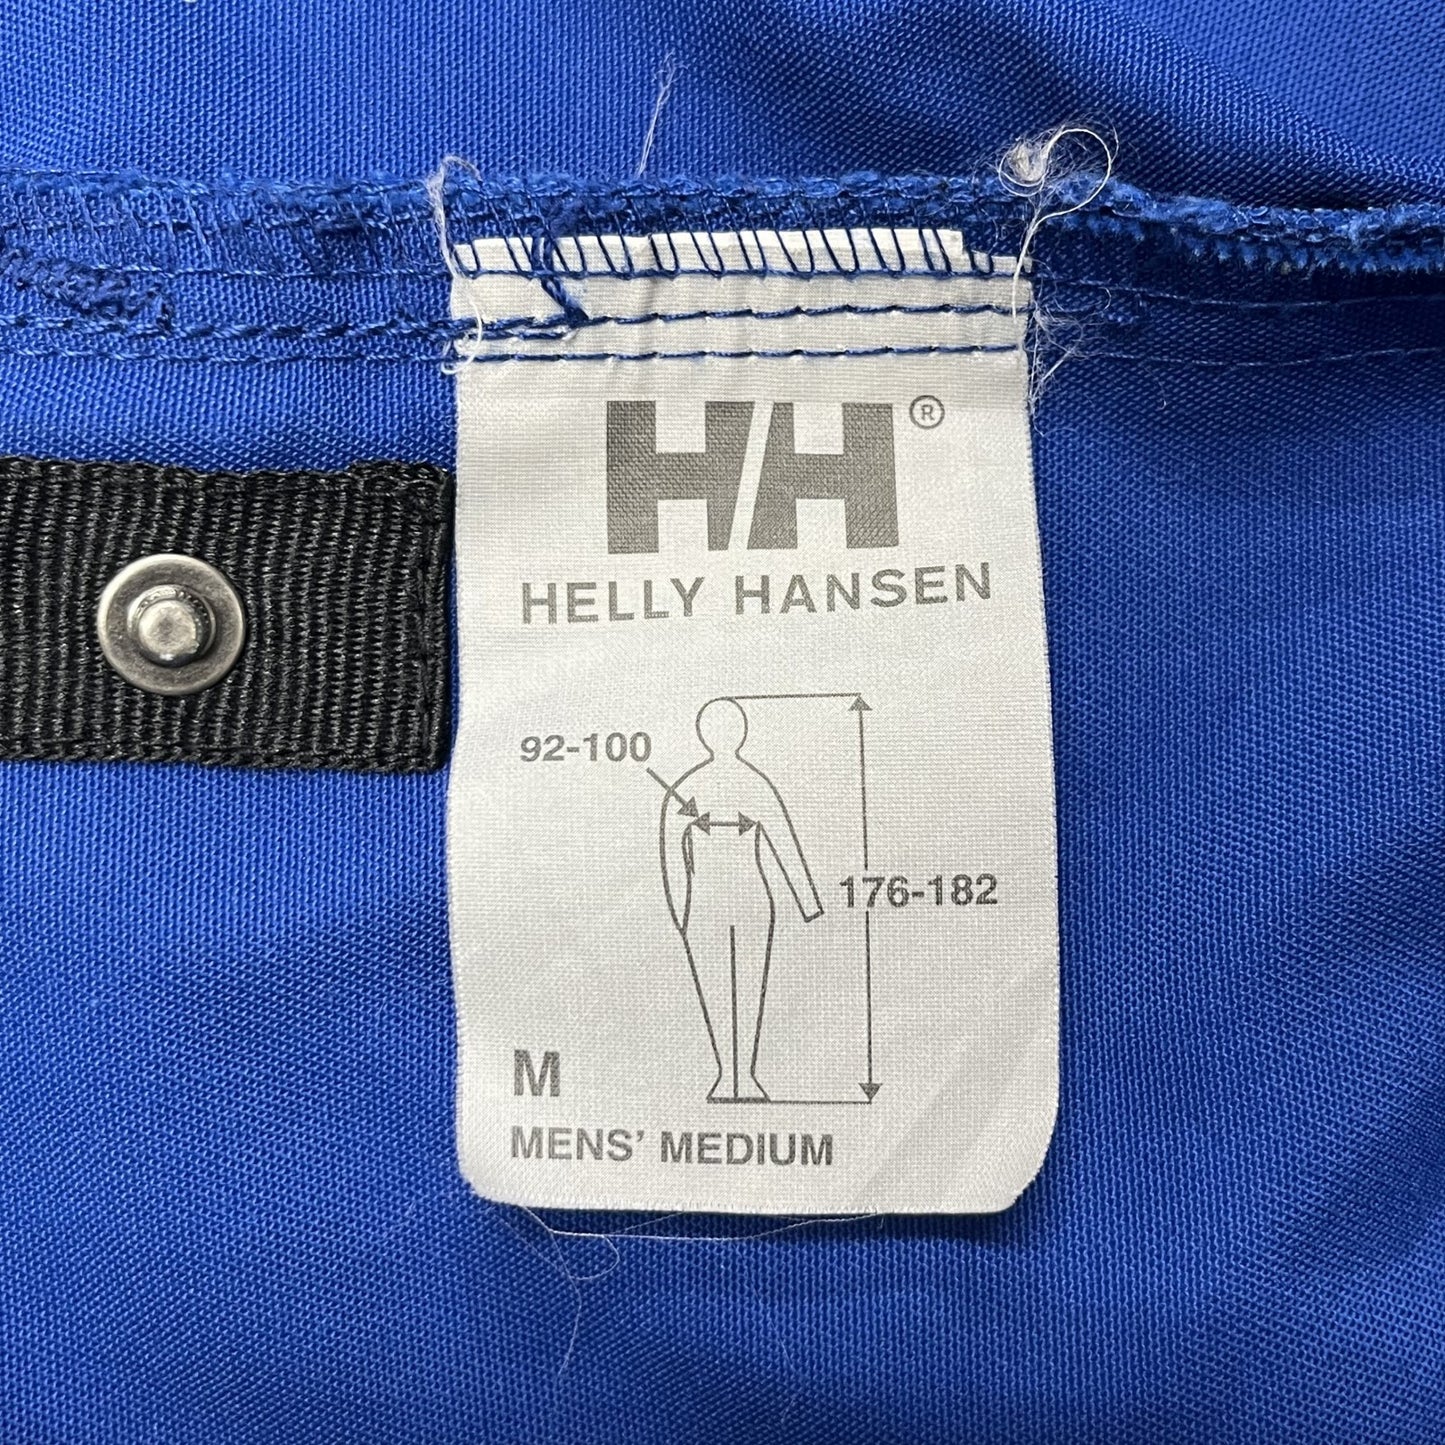 HH®
HELLY HANSEN
92-100
176-182
M
MENS’ MEDIUM